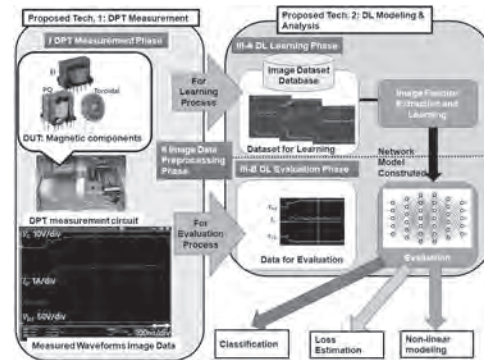 Proposed Tech. 1: DPT Measurement
I DPT Measurement Phase
EI
PQ
Toroidal
DUT: Magnetic components
DPT measurement circuit
10V/div
1A/div
50V/div
200ns/div
Measured Waveforms Image Data
For
Learning
Process
II Image Data
Preprocessing
Phase
For
Evaluation
Process
Proposed Tech. 2: DL Modeling &
Analysis
III-A DL Learning Phase
Image Dataset
Database
Dataset for Learning
Image Feature
Extraction and
Learning
Network
Model
Constructed
III-B DL Evaluation Phase
Data for Evaluation
Evaluation
Classification
Loss
Estimation
Non-linear
modeling